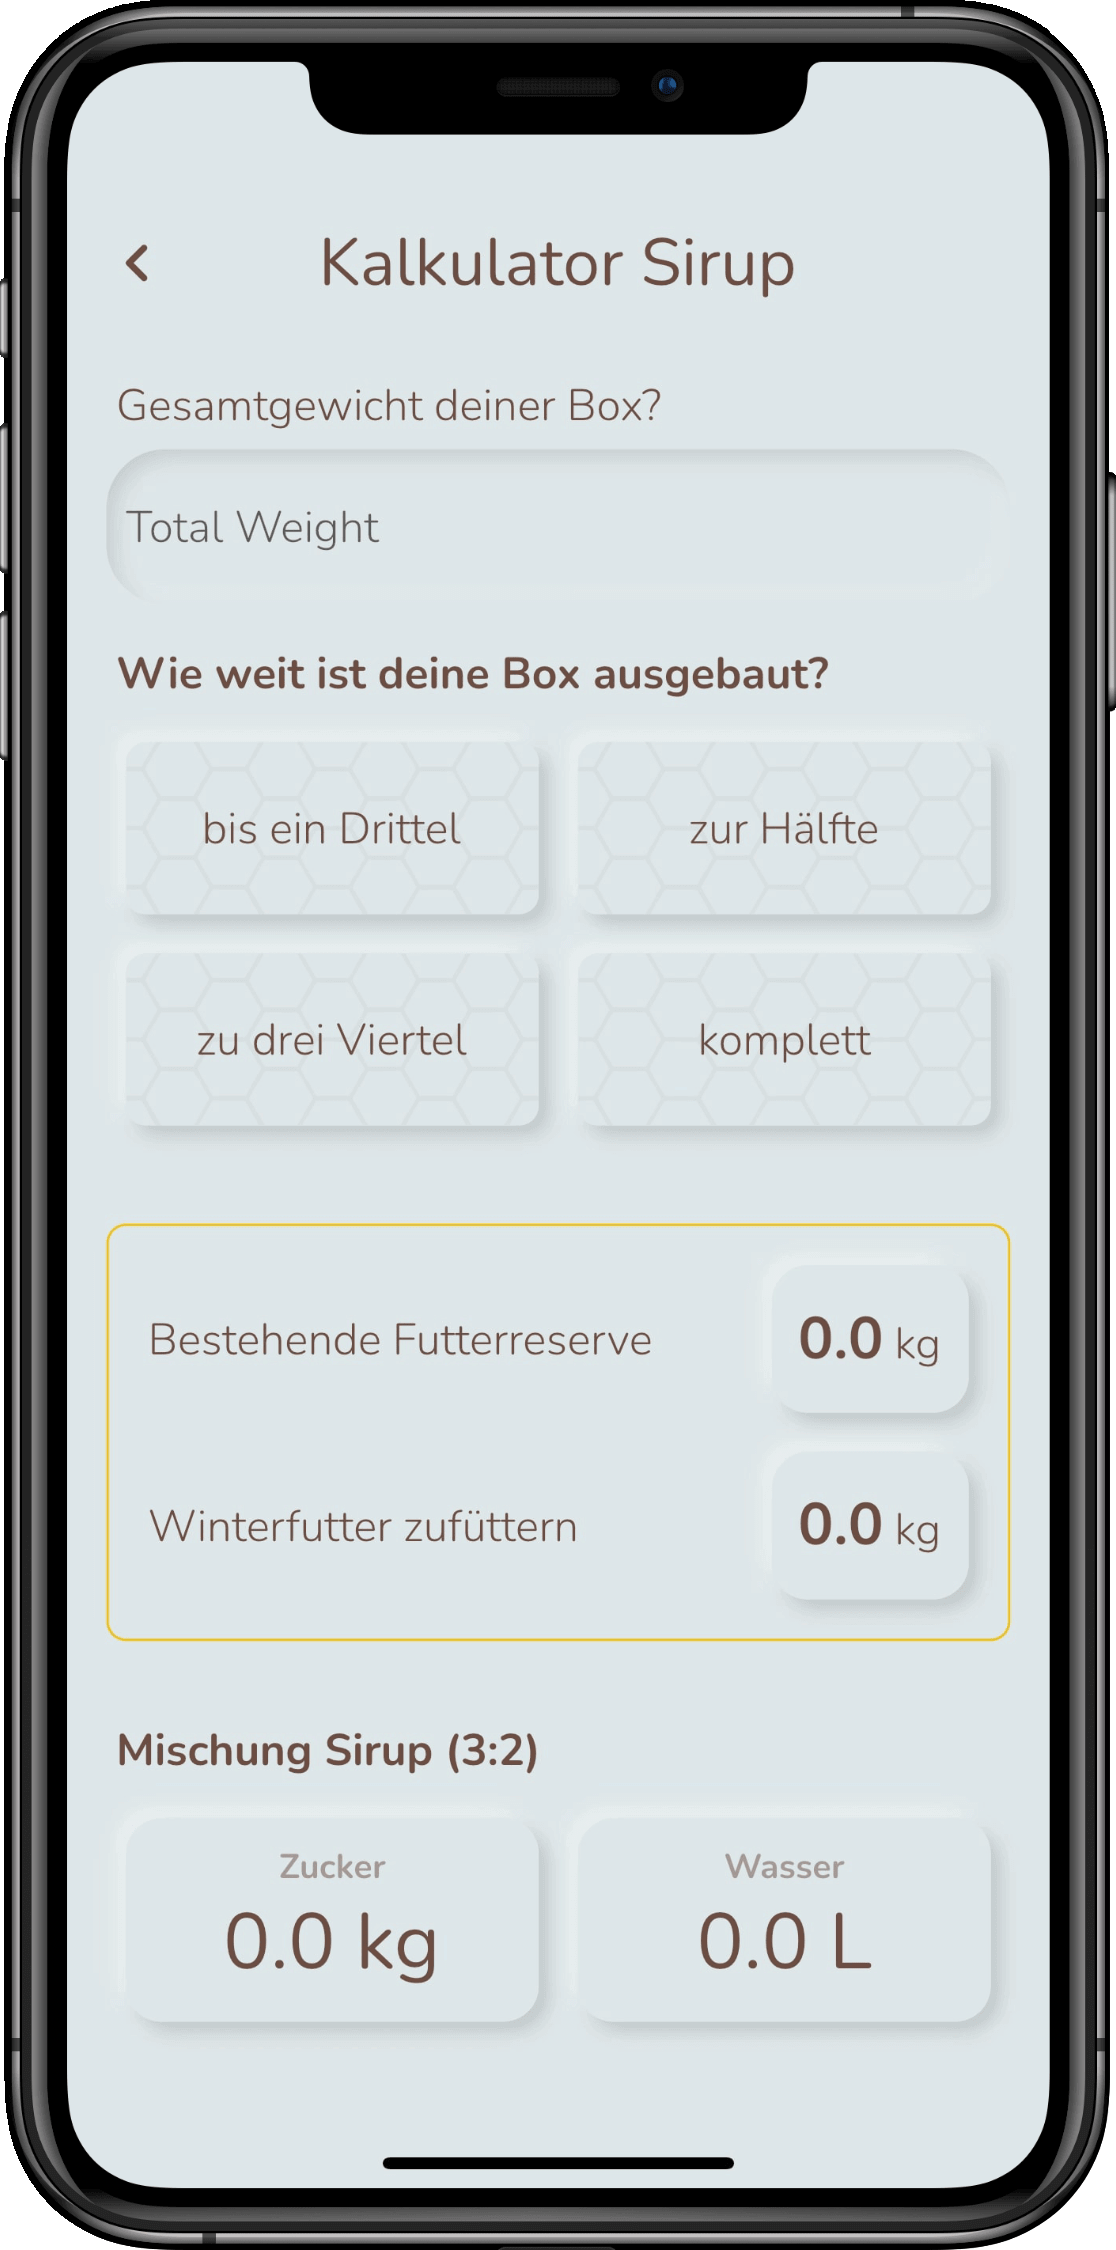 Kalkulator Sirup
Gesamtgewicht deiner Box?
Total Weight
Wie weit ist deine Box ausgebaut?
bis ein Drittel
zur Hälfte
zu drei Viertel
komplett
Bestehende Futterreserve
0.0 kg
Winterfutter zufüttern
0.0 kg
Mischung Sirup (3:2)
Zucker
0.0 kg
Wasser
0.0 L